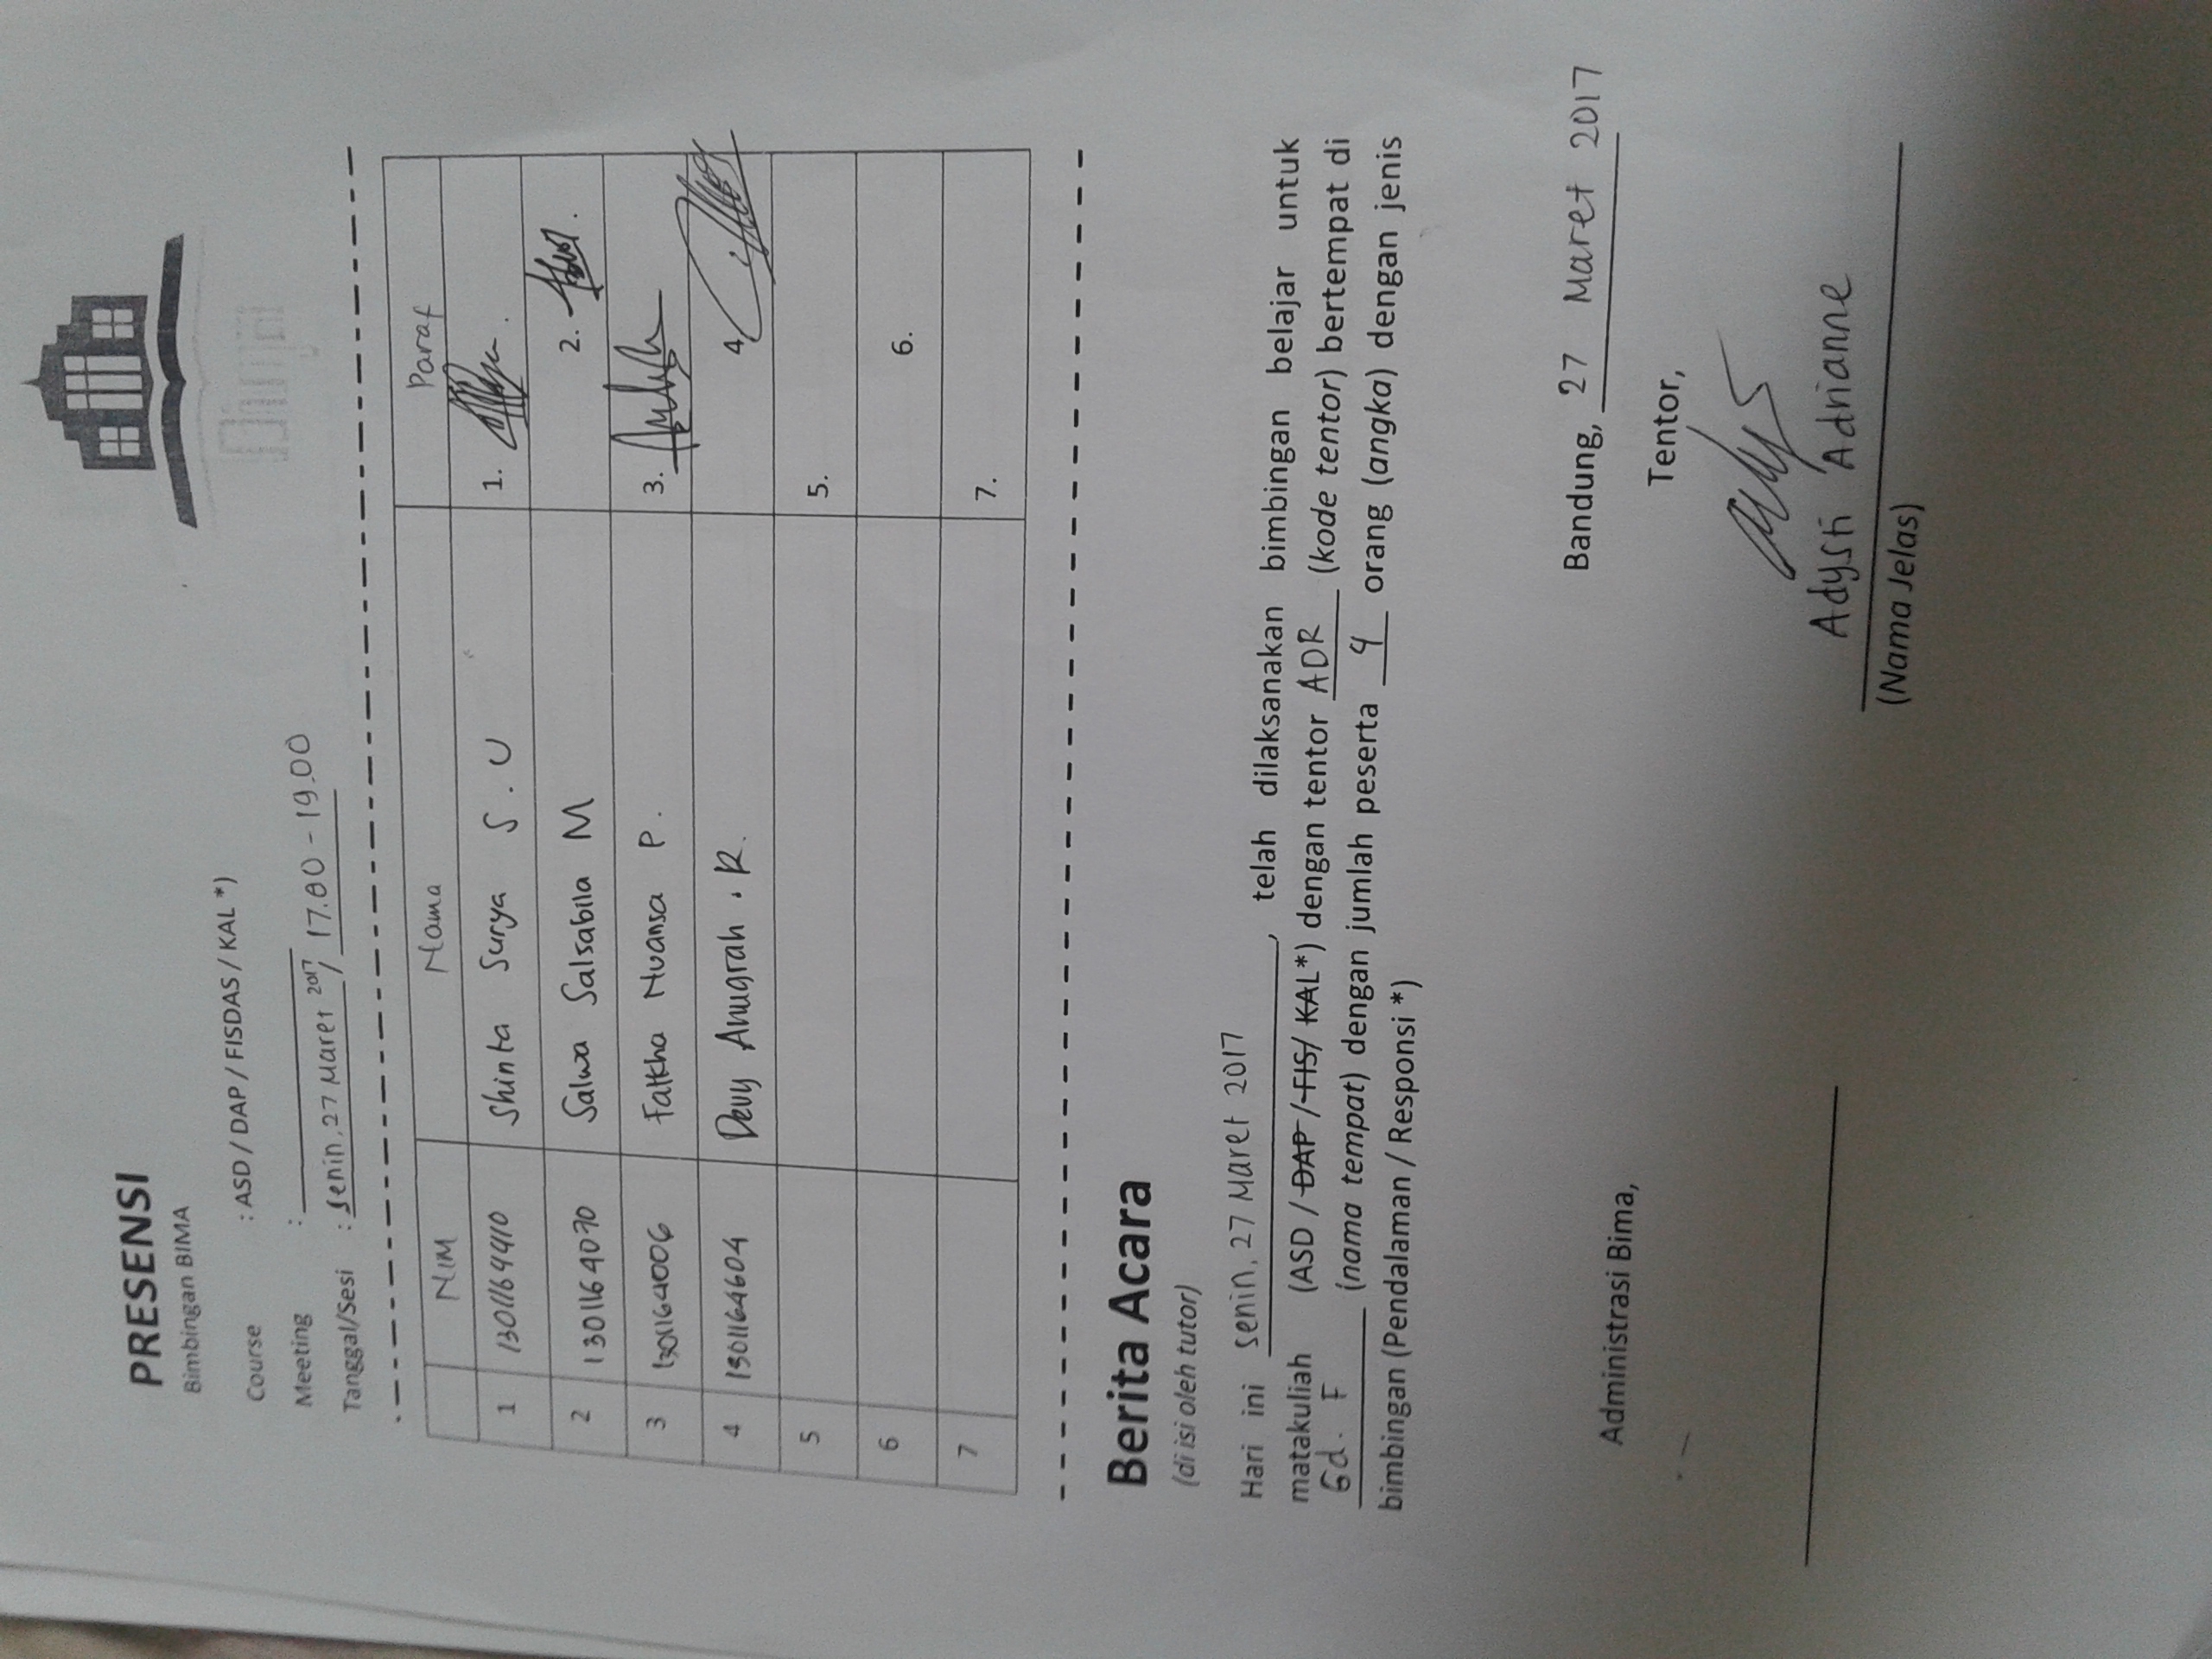 PRESENSI
Bimbingan BIMA
Course : ASD / DAP / FISDAS / KAL *)
Meeting :
Tanggal/Sesi : Senin, 27 Maret 2017 / 17.00 - 19.00
NIM Nama Paraf
1 1301164410 Shinta Surya S. U 1.
2 1301164070 Salwa Salsabila M 2.
3 1301164006 Fatkha Nuansa P. 3.
4 1301164604 Devy Anugrah . R. 4
5 5.
6 6.
7 7.
Berita Acara
(di isi oleh tutor)
Hari ini senin, 27 Maret 2017, telah dilaksanakan bimbingan belajar untuk
matakuliah (ASD / DAP / FIS/ KAL*) dengan tentor ADR (kode tentor) bertempat di
Gd. F (nama tempat) dengan jumlah peserta 4 orang (angka) dengan jenis
bimbingan (Pendalaman / Responsi *)
Bandung, 27 Maret 2017
Administrasi Bima,
Tentor,
Adysti Adrianne
(Nama Jelas)